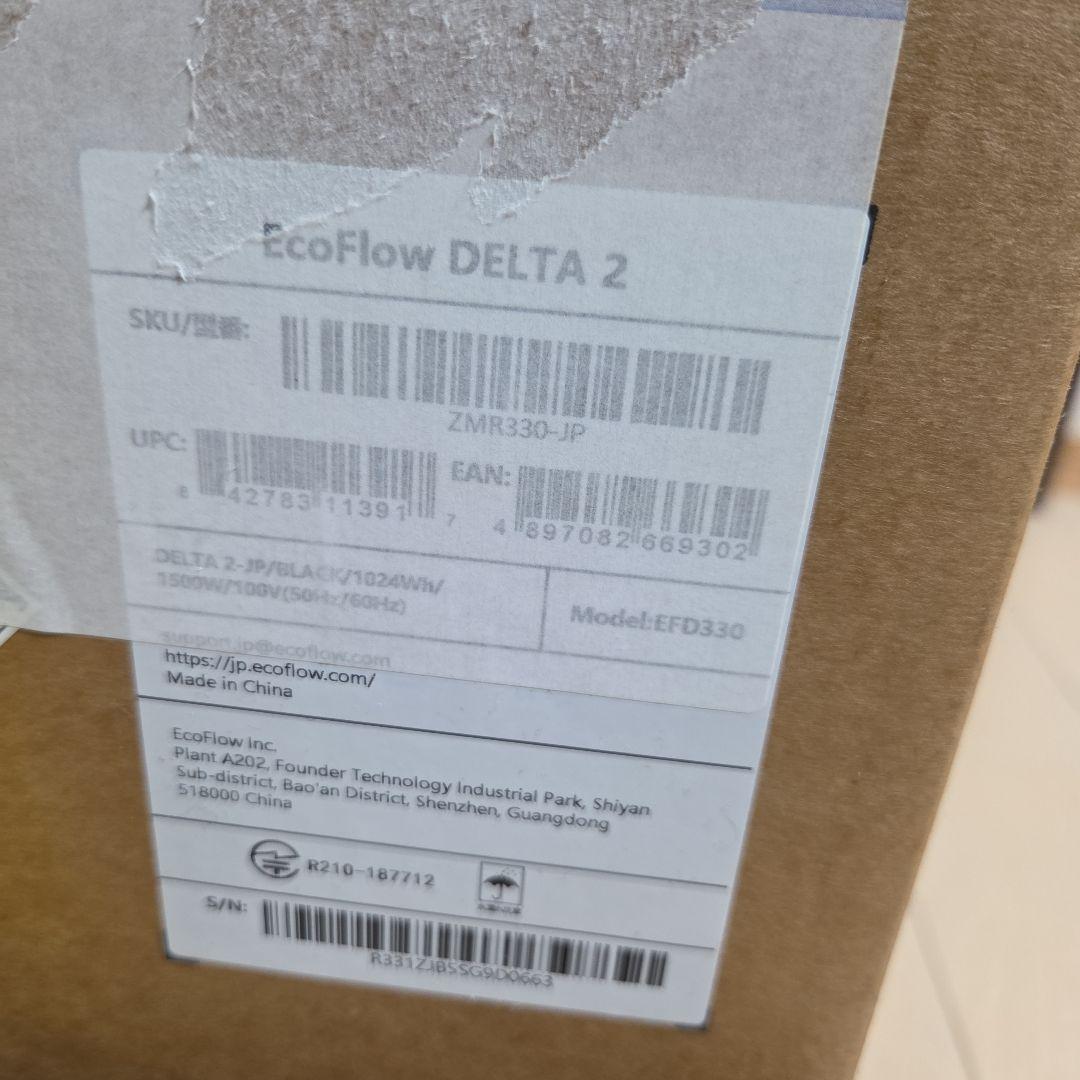 EcoFlow DELTA 2
SKU/型番:
ZMR330-JP
UPC:
8 42783 11391 7
EAN:
4 897082 669302
DELTA 2-JP/BLACK/1024Wh/
1500W/100V(50Hz/60Hz)
Model:EFD330
support.jp@ecoflow.com
https://jp.ecoflow.com/
Made in China
EcoFlow Inc.
Plant A202, Founder Technology Industrial Park, Shiyan
Sub-district, Bao'an District, Shenzhen, Guangdong
518000 China
R210-187712
S/N:
R331ZJB5SG9D0663